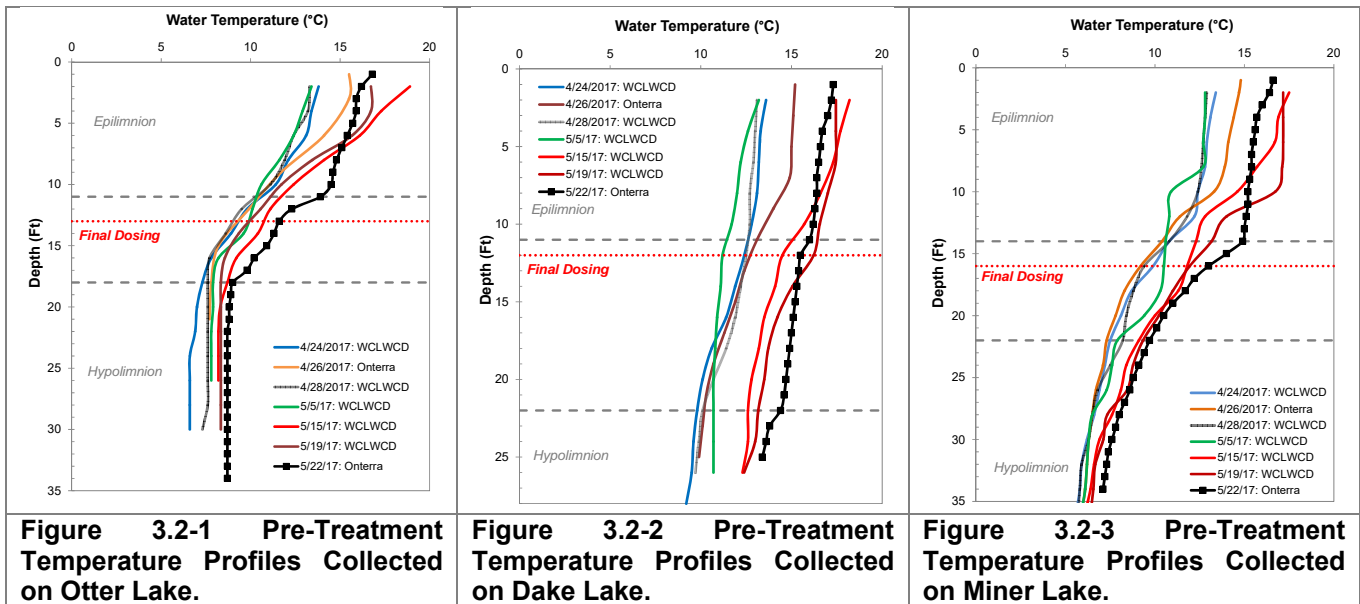 Water Temperature (°C)
0 5 10 15 20
0
5
10
15
20
25
30
35
Depth (Ft)
Epilimnion
Final Dosing
Hypolimnion
4/24/2017: WCLWCD
4/26/2017: Onterra
4/28/2017: WCLWCD
5/5/17: WCLWCD
5/15/17: WCLWCD
5/19/17: WCLWCD
5/22/17: Onterra
Figure 3.2-1 Pre-Treatment
Temperature Profiles Collected
on Otter Lake.
Water Temperature (°C)
0 5 10 15 20
0
5
10
15
20
25
Depth (Ft)
4/24/2017: WCLWCD
4/26/2017: Onterra
4/28/2017: WCLWCD
5/5/17: WCLWCD
5/15/17: WCLWCD
5/19/17: WCLWCD
5/22/17: Onterra
Epilimnion
Final Dosing
Hypolimnion
Figure 3.2-2 Pre-Treatment
Temperature Profiles Collected
on Dake Lake.
Water Temperature (°C)
0 5 10 15 20
0
5
10
15
20
25
30
35
Depth (Ft)
Epilimnion
Final Dosing
Hypolimnion
4/24/2017: WCLWCD
4/26/2017: Onterra
4/28/2017: WCLWCD
5/5/17: WCLWCD
5/15/17: WCLWCD
5/19/17: WCLWCD
5/22/17: Onterra
Figure 3.2-3 Pre-Treatment
Temperature Profiles Collected
on Miner Lake.